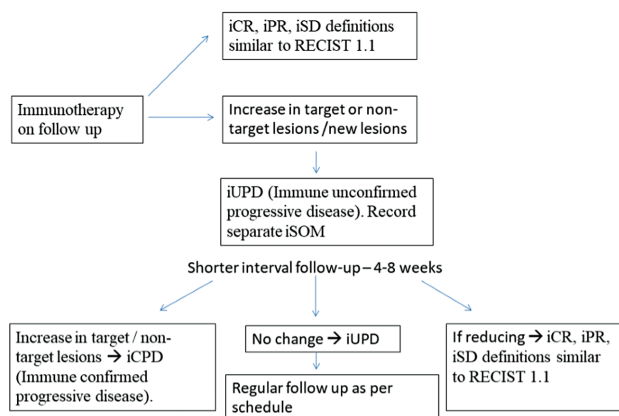 iCR, iPR, iSD definitions
similar to RECIST 1.1
Immunotherapy
on follow up
Increase in target or non-
target lesions /new lesions
iUPD (Immune unconfirmed
progressive disease). Record
separate iSOM
Shorter interval follow-up – 4-8 weeks
Increase in target / non-
target lesions → iCPD
(Immune confirmed
progressive disease).
No change → iUPD
Regular follow up as per
schedule
If reducing → iCR, iPR,
iSD definitions similar
to RECIST 1.1